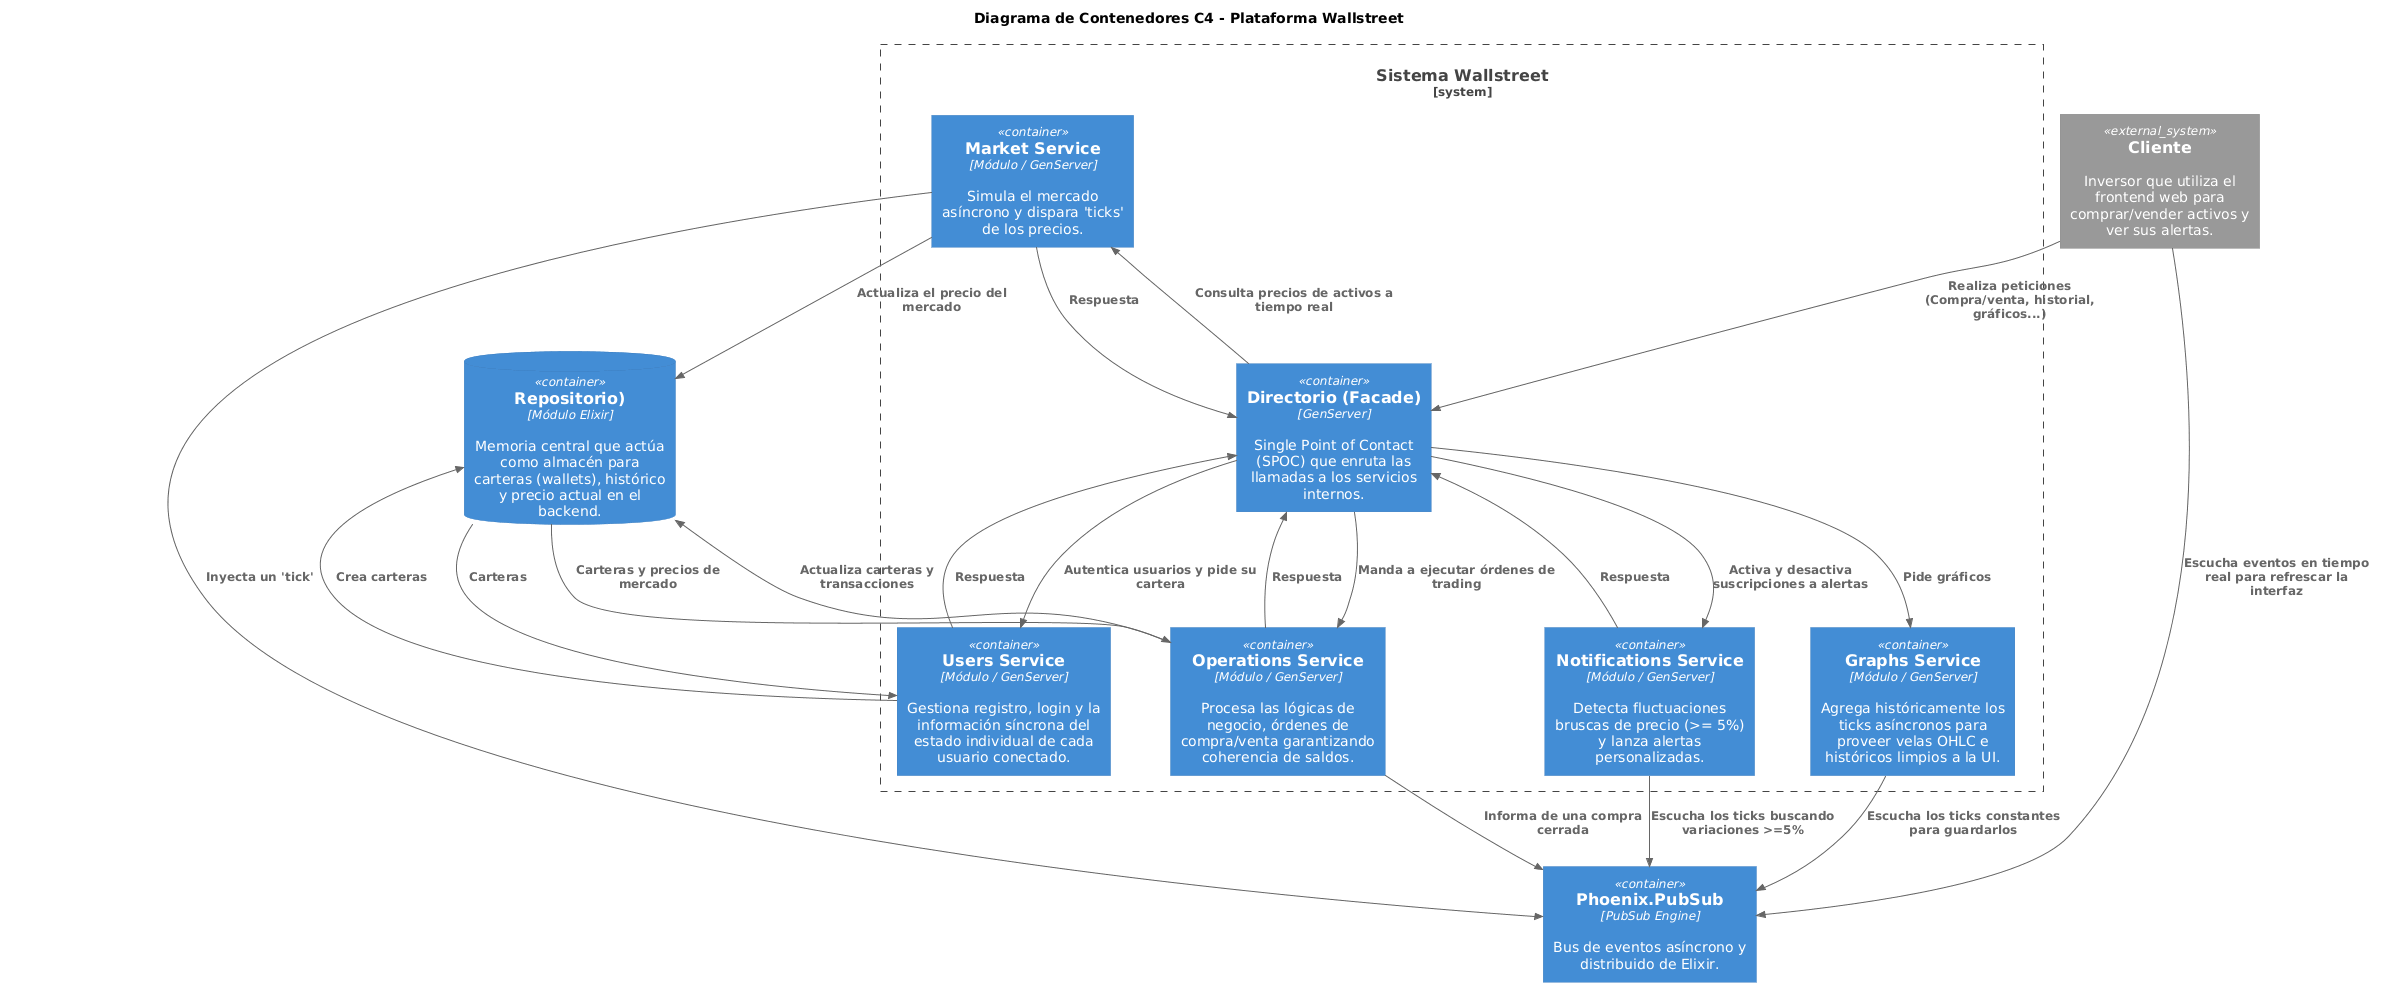 Diagrama de Contenedores C4 - Plataforma Wallstreet
Sistema Wallstreet
[system]
«container»
Market Service
[Módulo / GenServer]
Simula el mercado
asíncrono y dispara 'ticks'
de los precios.
«external_system»
Cliente
Inversor que utiliza el
frontend web para
comprar/vender activos y
ver sus alertas.
Actualiza el precio del
mercado
Respuesta
Consulta precios de activos a
tiempo real
Realiza peticiones
(Compra/venta, historial,
gráficos...)
«container»
Repositorio)
[Módulo Elixir]
Memoria central que actúa
como almacén para
carteras (wallets), histórico
y precio actual en el
backend.
«container»
Directorio (Facade)
[GenServer]
Single Point of Contact
(SPOC) que enruta las
llamadas a los servicios
internos.
Inyecta un 'tick'
Crea carteras
Carteras
Carteras y precios de
mercado
Actualiza carteras y
transacciones
Respuesta
Autentica usuarios y pide su
cartera
Respuesta
Manda a ejecutar órdenes de
trading
Respuesta
Activa y desactiva
suscripciones a alertas
Pide gráficos
Escucha eventos en tiempo
real para refrescar la
interfaz
«container»
Users Service
[Módulo / GenServer]
Gestiona registro, login y la
información síncrona del
estado individual de cada
usuario conectado.
«container»
Operations Service
[Módulo / GenServer]
Procesa las lógicas de
negocio, órdenes de
compra/venta garantizando
coherencia de saldos.
«container»
Notifications Service
[Módulo / GenServer]
Detecta fluctuaciones
bruscas de precio (>= 5%)
y lanza alertas
personalizadas.
«container»
Graphs Service
[Módulo / GenServer]
Agrega históricamente los
ticks asíncronos para
proveer velas OHLC e
históricos limpios a la UI.
Informa de una compra
cerrada
Escucha los ticks buscando
variaciones >=5%
Escucha los ticks constantes
para guardarlos
«container»
Phoenix.PubSub
[PubSub Engine]
Bus de eventos asíncrono y
distribuido de Elixir.